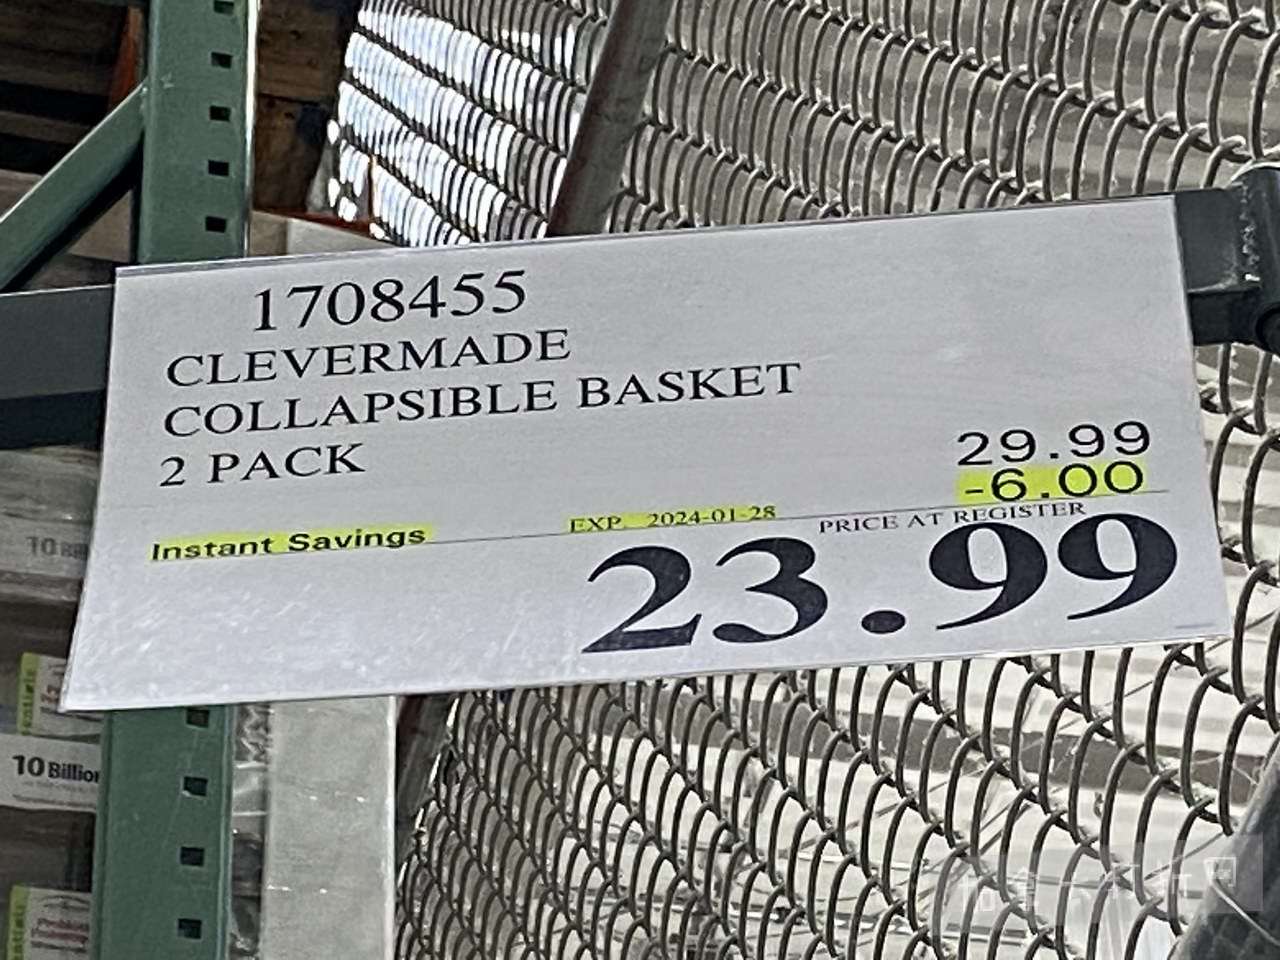 1708455
CLEVERMADE
COLLAPSIBLE BASKET
2 PACK
29.99
-6.00
Instant Savings
EXP. 2024-01-28
PRICE AT REGISTER
23.99
10 Billion